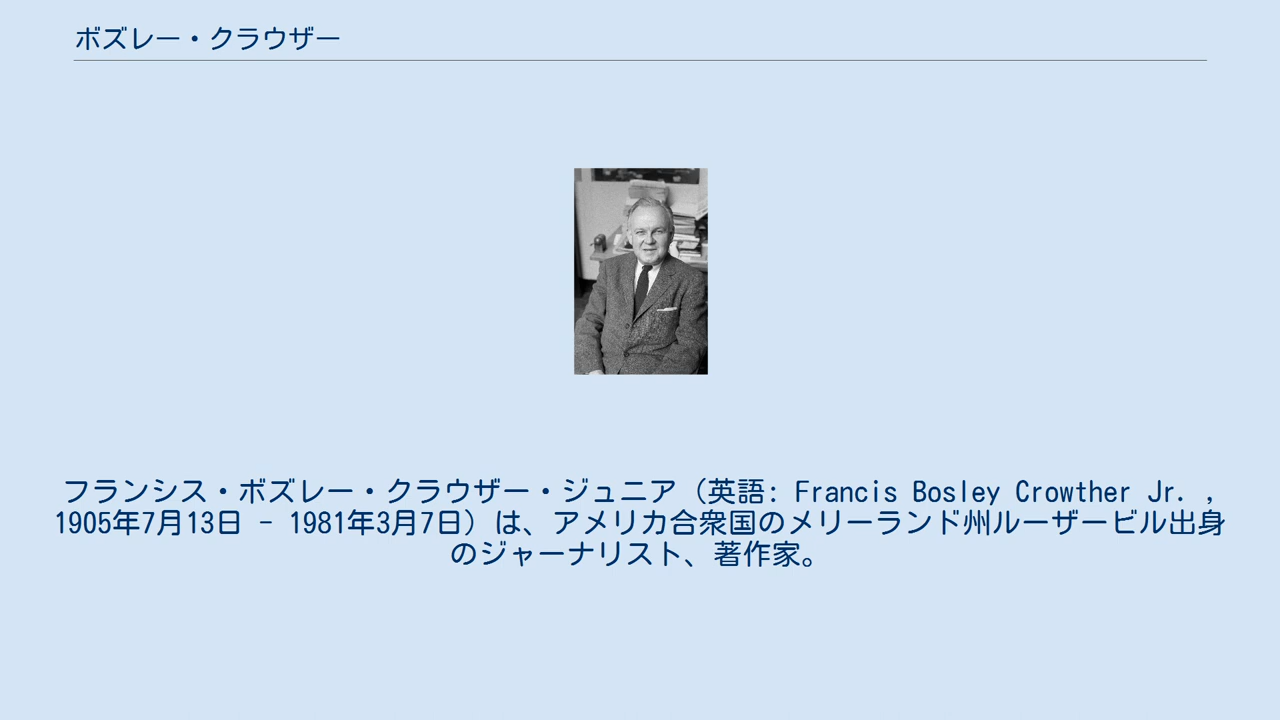 ボズレー・クラウザー
フランシス・ボズレー・クラウザー・ジュニア（英語: Francis Bosley Crowther Jr. ,
1905年7月13日 - 1981年3月7日）は、アメリカ合衆国のメリーランド州ルーザービル出身
のジャーナリスト、著作家。